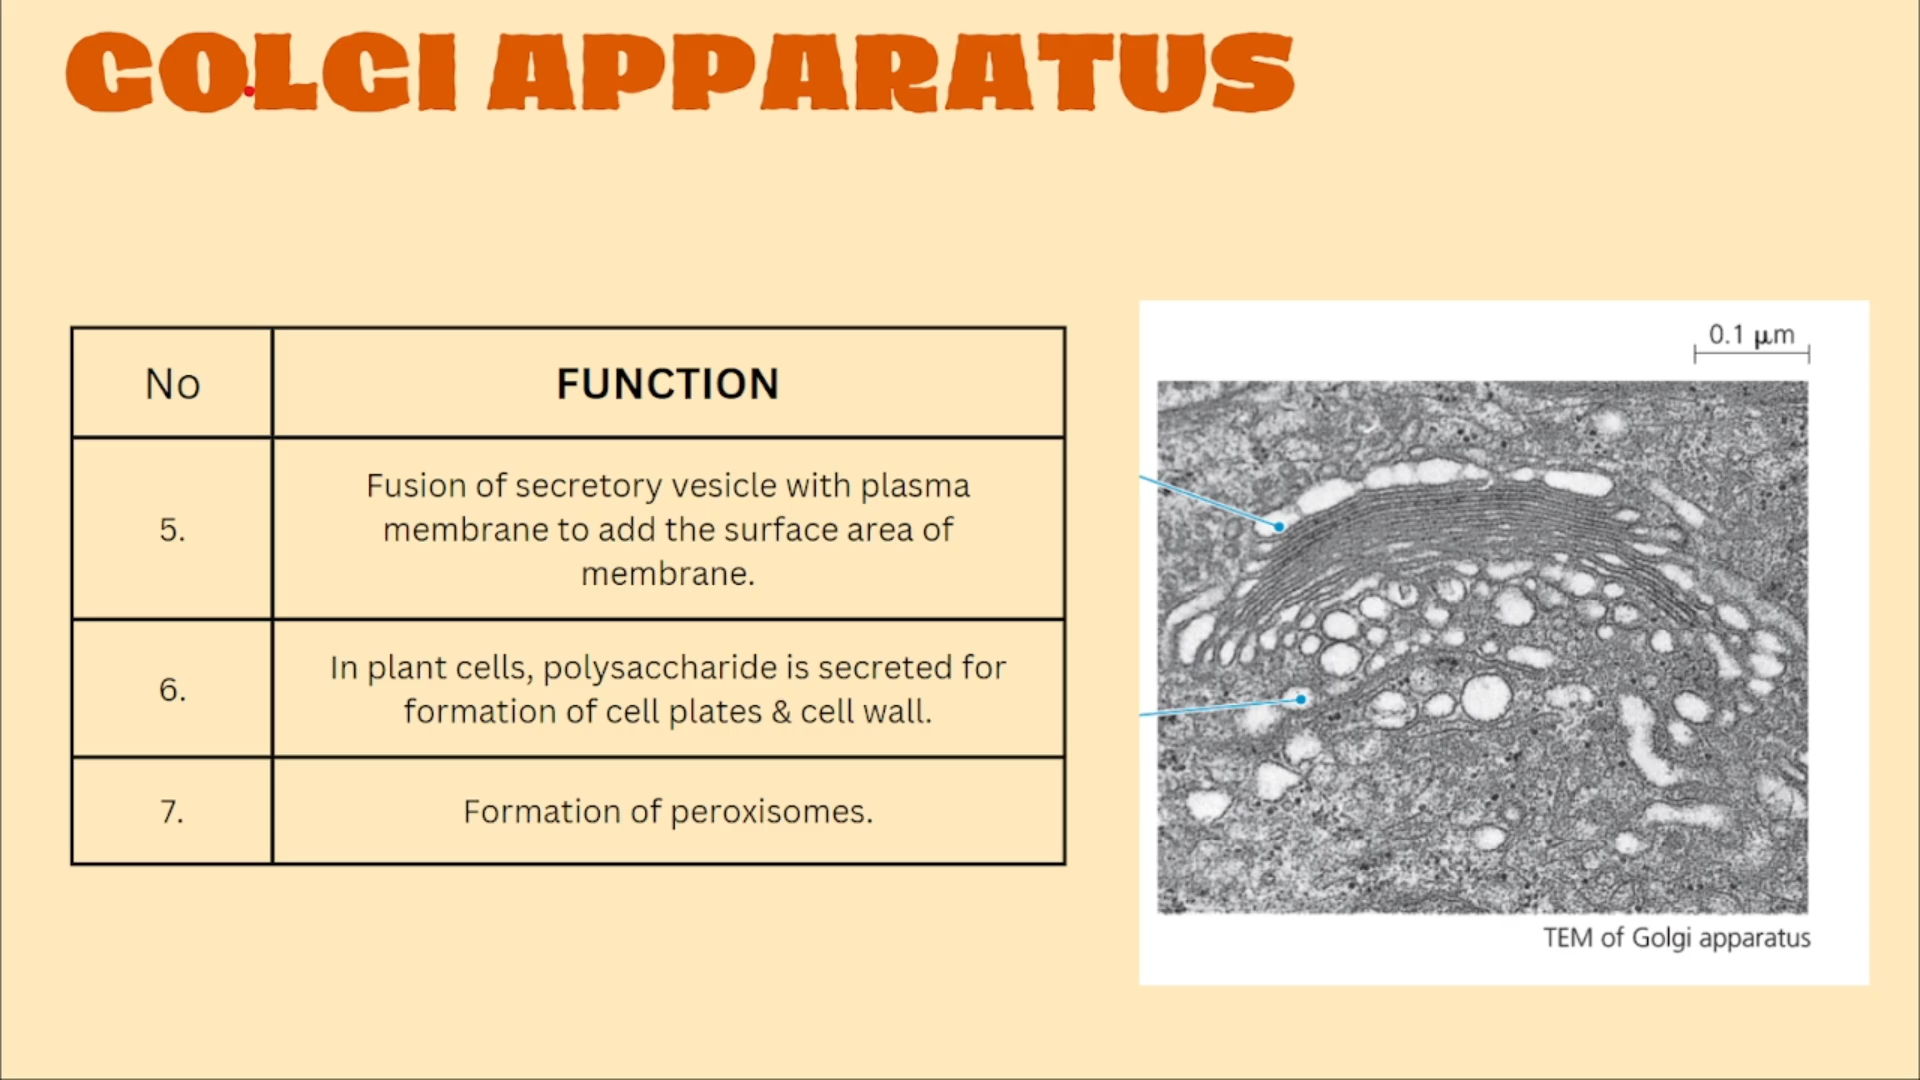 GOLGI APPARATUS
No
FUNCTION
5.
Fusion of secretory vesicle with plasma
membrane to add the surface area of
membrane.
6.
In plant cells, polysaccharide is secreted for
formation of cell plates & cell wall.
7.
Formation of peroxisomes.
0.1 μm
TEM of Golgi apparatus